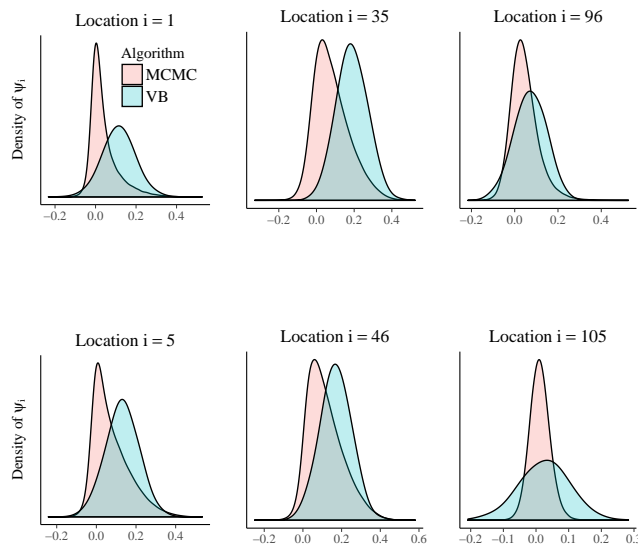 Location i = 1
Location i = 35
Location i = 96
Density of ψi
Algorithm
MCMC
VB
−0.2 0.0 0.2 0.4
−0.2 0.0 0.2 0.4
−0.2 0.0 0.2 0.4
Location i = 5
Location i = 46
Location i = 105
Density of ψi
−0.2 0.0 0.2 0.4
−0.2 0.0 0.2 0.4 0.6
−0.2 −0.1 0.0 0.1 0.2